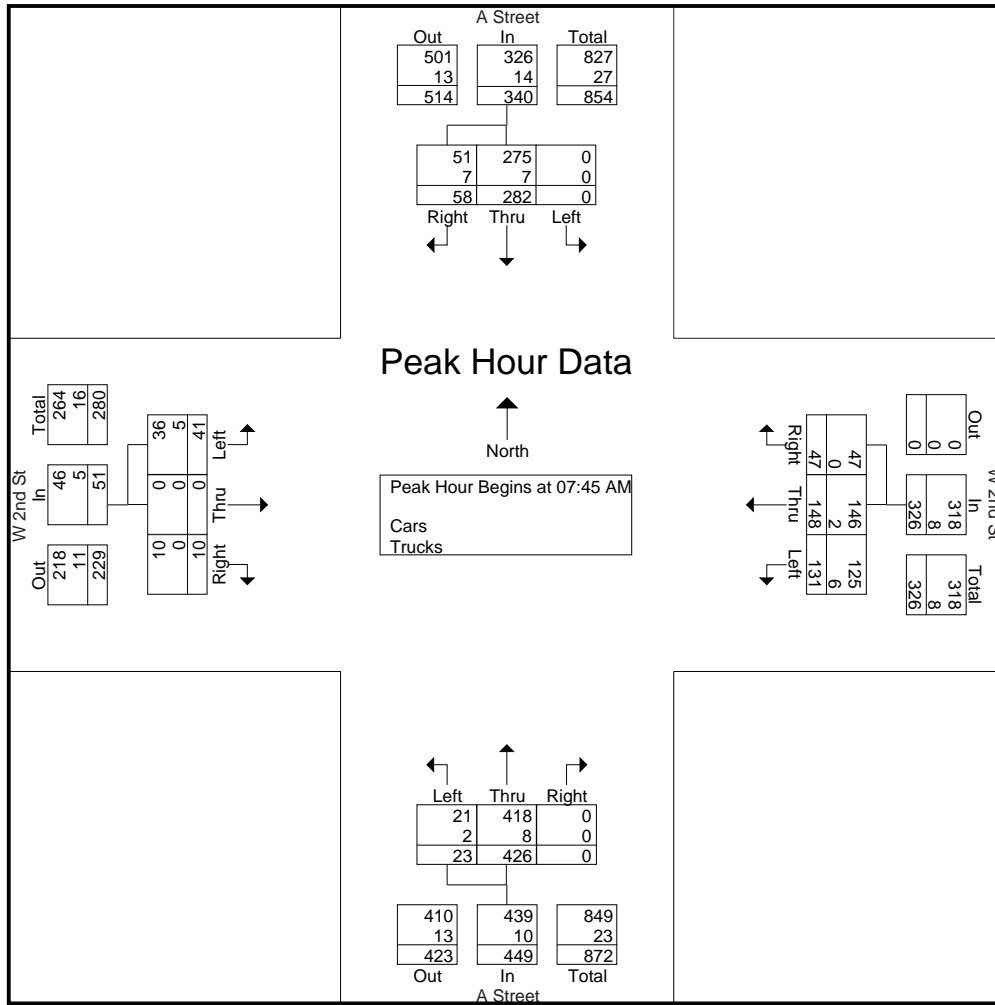 A Street
Out In Total
501 326 827
13 14 27
514 340 854
51 275 0
7 7 0
58 282 0
Right Thru Left
Peak Hour Data
North
Peak Hour Begins at 07:45 AM
Cars
Trucks
W 2nd St
Total In Out
264 46 218
16 5 11
280 51 229
36 0 10
5 0 0
41 0 10
Left Thru Right
W 2nd St
Out In Total
0 318 318
0 8 8
0 326 326
47 146 125
0 2 6
47 148 131
Right Thru Left
Left Thru Right
21 418 0
2 8 0
23 426 0
410 439 849
13 10 23
423 449 872
Out In Total
A Street